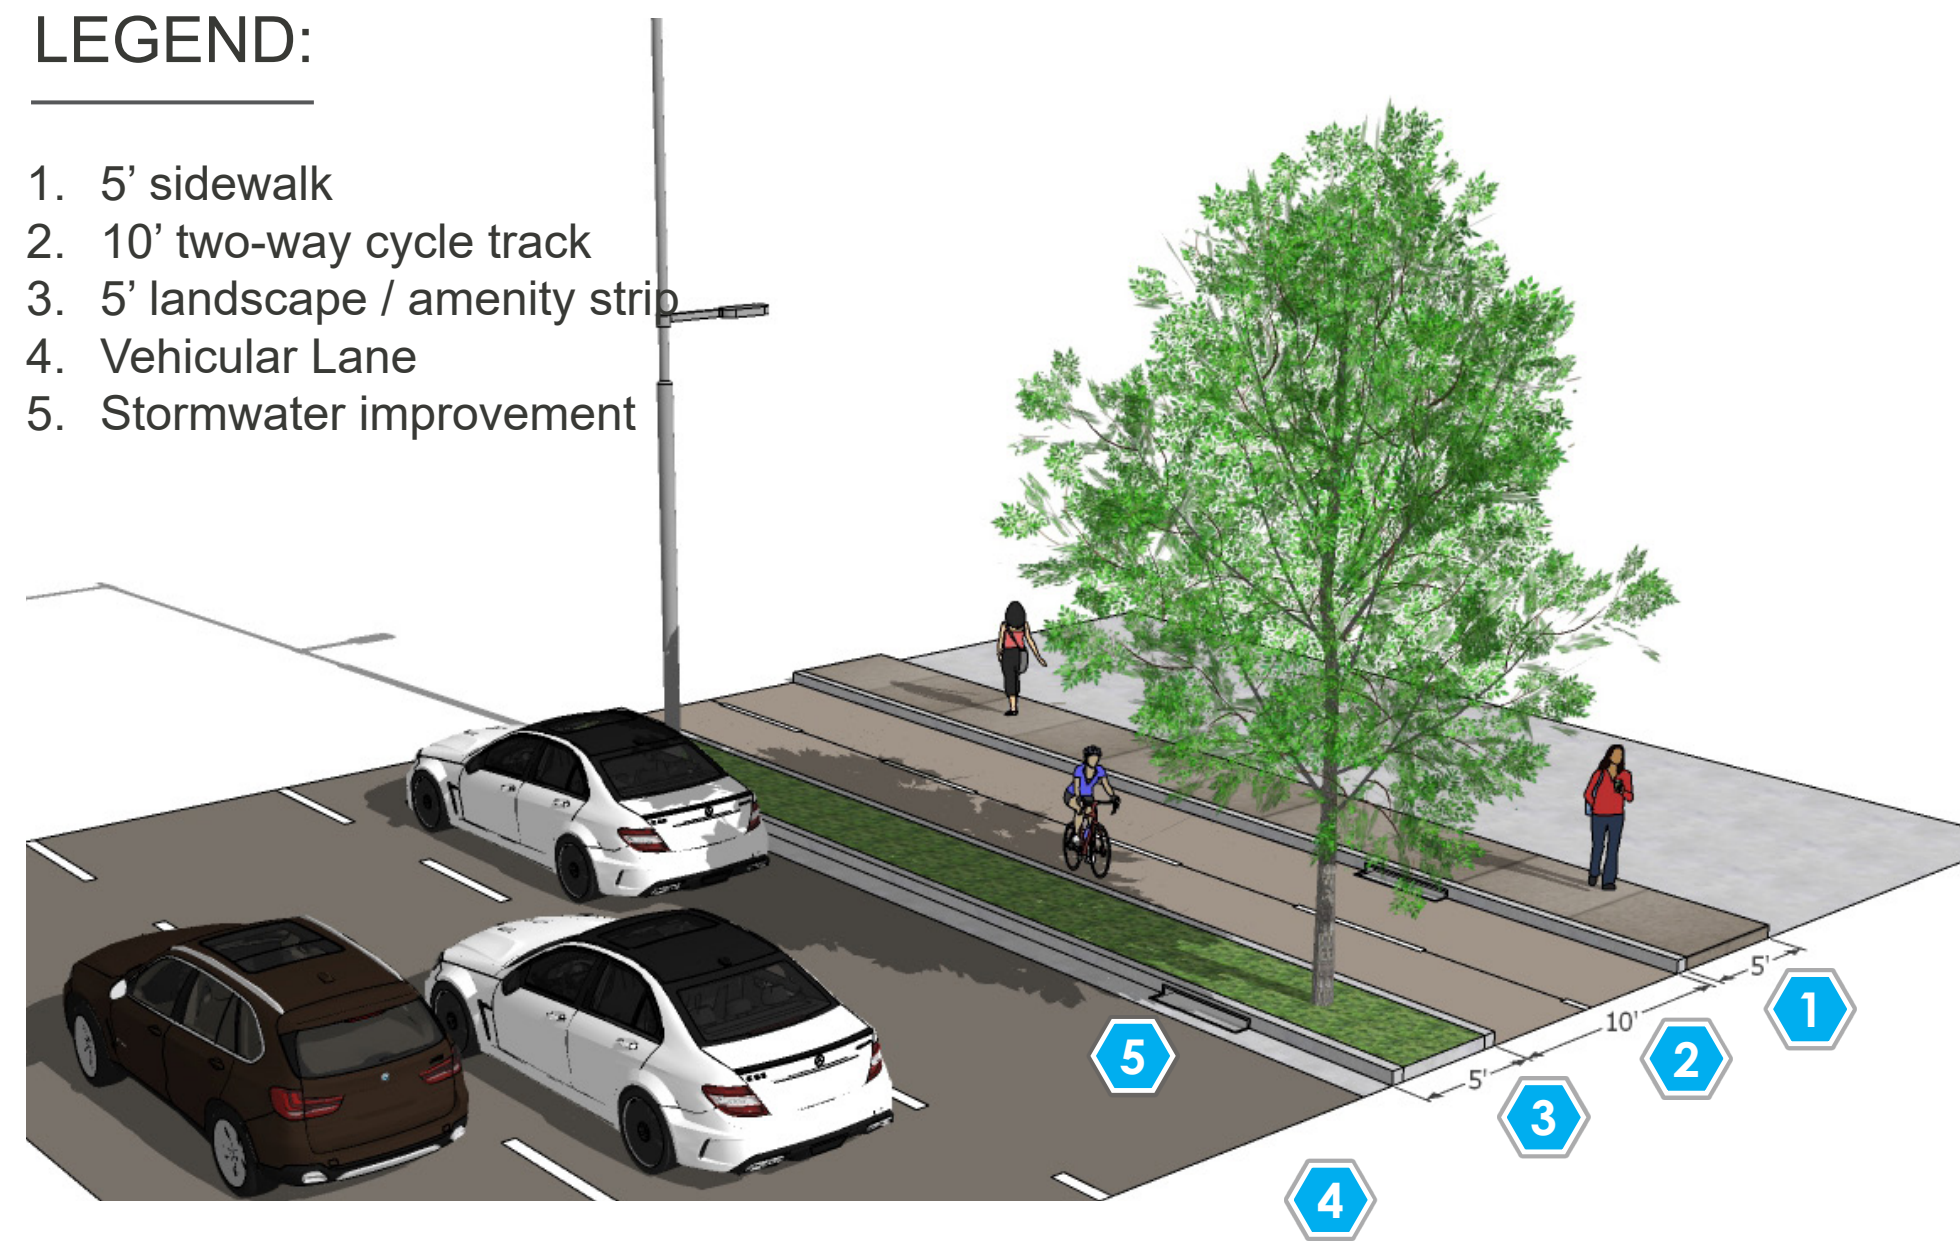 LEGEND:
1. 5’ sidewalk
2. 10’ two-way cycle track
3. 5’ landscape / amenity strip
4. Vehicular Lane
5. Stormwater improvement
5'
1
10'
2
5'
3
5
4